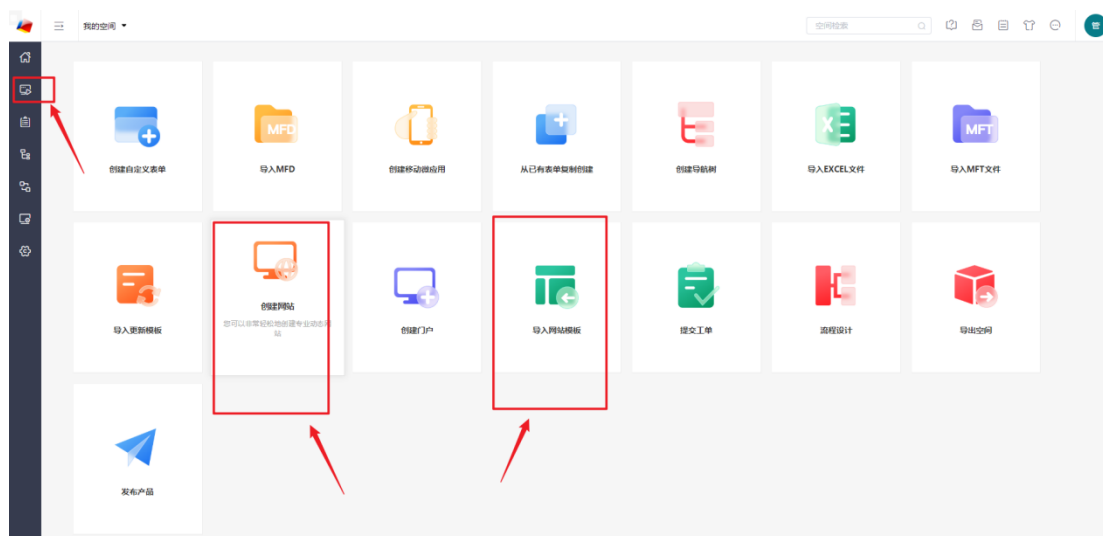 我的空间
空间检索
管
创建自定义表单
MFD
导入MFD
创建移动微应用
从已有表单复制创建
创建导航树
导入EXCEL文件
MFT
导入MFT文件
导入更新模板
创建网站
您可以非常轻松地创建专业动态网
站
创建门户
导入网站模板
提交工单
流程设计
导出空间
发布产品